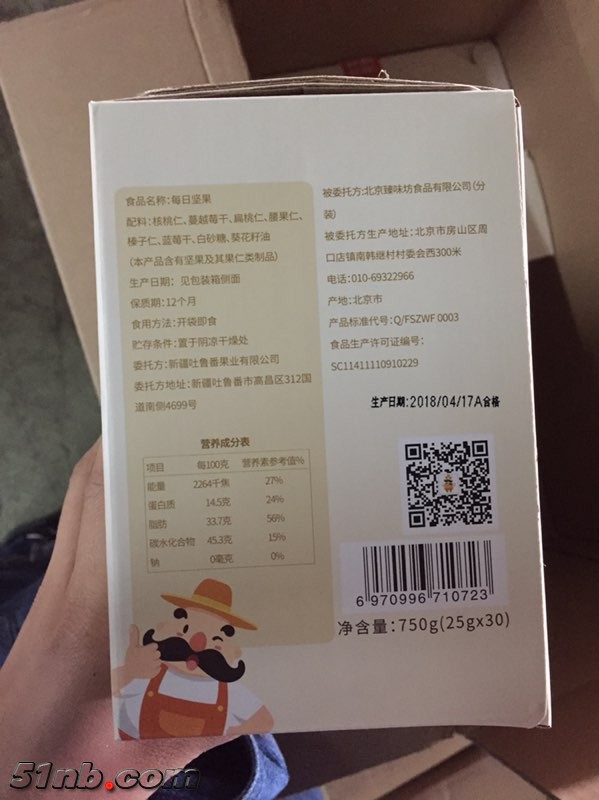 食品名称:每日坚果
配料:核桃仁、蔓越莓干、扁桃仁、腰果仁、
榛子仁、蓝莓干、白砂糖、葵花籽油
(本产品含有坚果及其果仁类制品)
生产日期: 见包装箱侧面
保质期:12个月
食用方法:开袋即食
贮存条件:置于阴凉干燥处
委托方:新疆吐鲁番果业有限公司
委托方地址:新疆吐鲁番市高昌区312国
道南侧4699号
营养成分表
项目 每100克 营养素参考值%
能量 2264千焦 27%
蛋白质 14.5克 24%
脂肪 33.7克 56%
碳水化合物 45.3克 15%
钠 0毫克 0%
被委托方:北京臻味坊食品有限公司(分
装)
被委托方生产地址:北京市房山区周
口店镇南韩继村村委会西300米
电话:010-69322966
产地:北京市
产品标准代号:Q/FSZWF 0003
食品生产许可证编号:
SC11411110910229
生产日期:2018/04/17A合格
6 970996 710723
净含量:750g(25gx30)
51nb.com